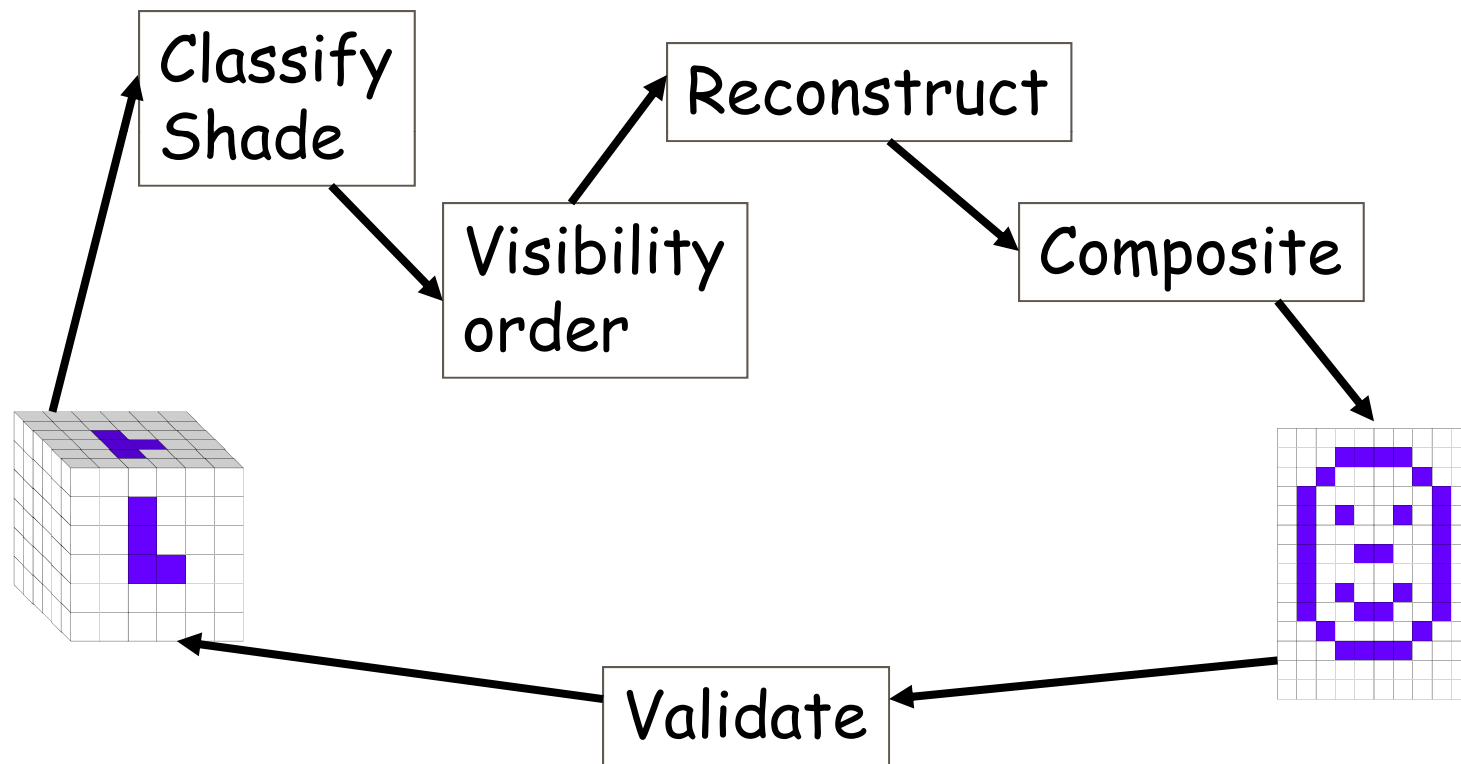 Classify
Shade
Visibility
order
Reconstruct
Composite
Validate